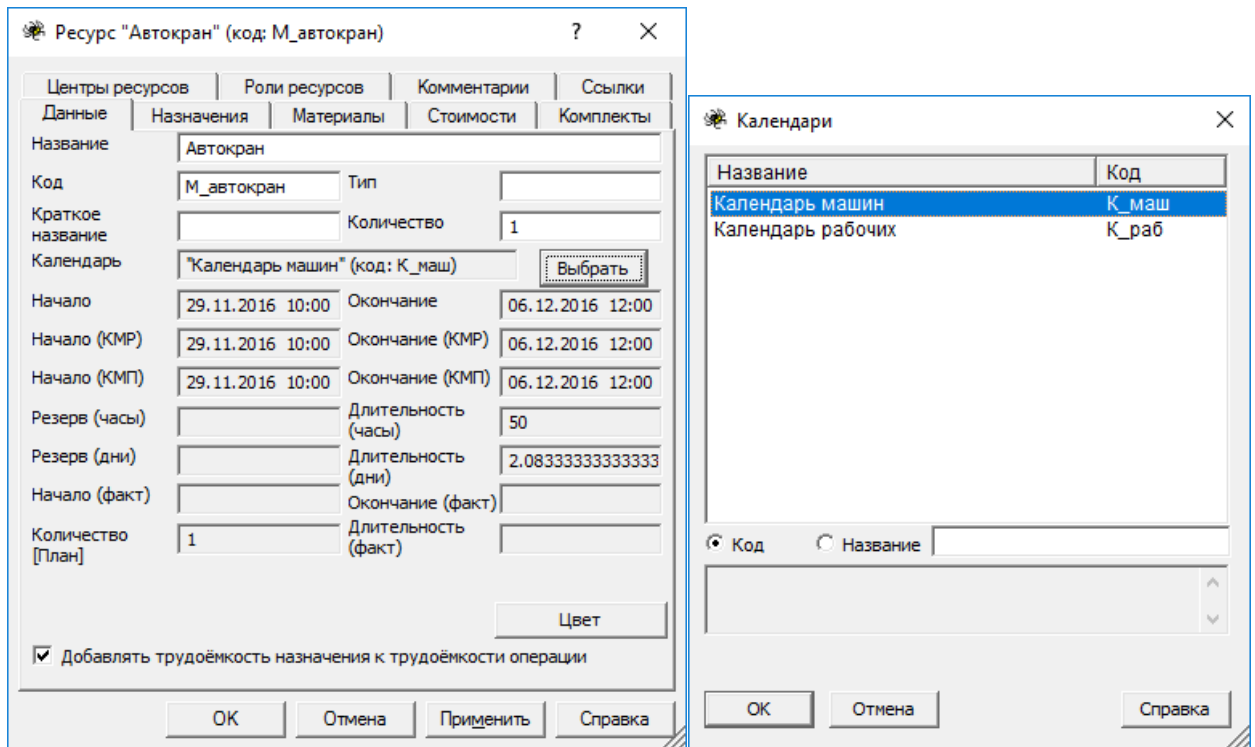 Ресурс "Автокран" (код: М_автокран) ?
Центры ресурсов Роли ресурсов Комментарии Ссылки
Данные Назначения Материалы Стоимости Комплекты
Название Автокран
Код М_автокран Тип
Краткое название Количество 1
Календарь "Календарь машин" (код: К_маш) Выбрать
Начало 29.11.2016 10:00 Окончание 06.12.2016 12:00
Начало (КМР) 29.11.2016 10:00 Окончание (КМР) 06.12.2016 12:00
Начало (КМП) 29.11.2016 10:00 Окончание (КМП) 06.12.2016 12:00
Резерв (часы) Длительность (часы) 50
Резерв (дни) Длительность (дни) 2.08333333333333
Начало (факт) Окончание (факт)
Количество [План] 1 Длительность (факт)
Цвет
Добавлять трудоёмкость назначения к трудоёмкости операции
OK Отмена Применить Справка
Календари
Название Код
Календарь машин К_маш
Календарь рабочих К_раб
Код Название
OK Отмена Справка